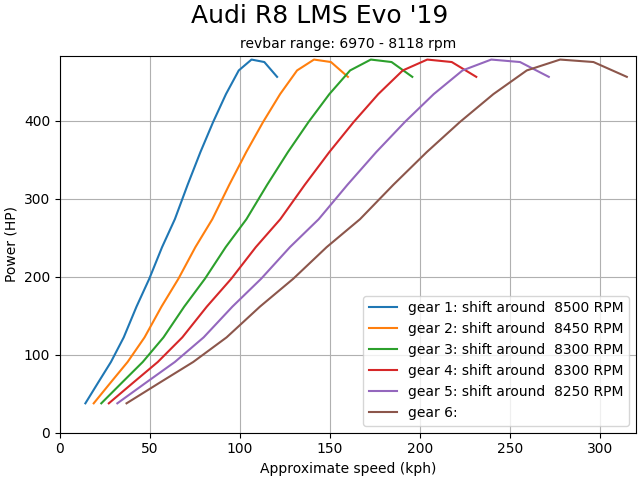 Audi R8 LMS Evo '19
revbar range: 6970 - 8118 rpm
Power (HP)
400
300
200
100
0
0 50 100 150 200 250 300
Approximate speed (kph)
gear 1: shift around  8500 RPM
gear 2: shift around  8450 RPM
gear 3: shift around  8300 RPM
gear 4: shift around  8300 RPM
gear 5: shift around  8250 RPM
gear 6: